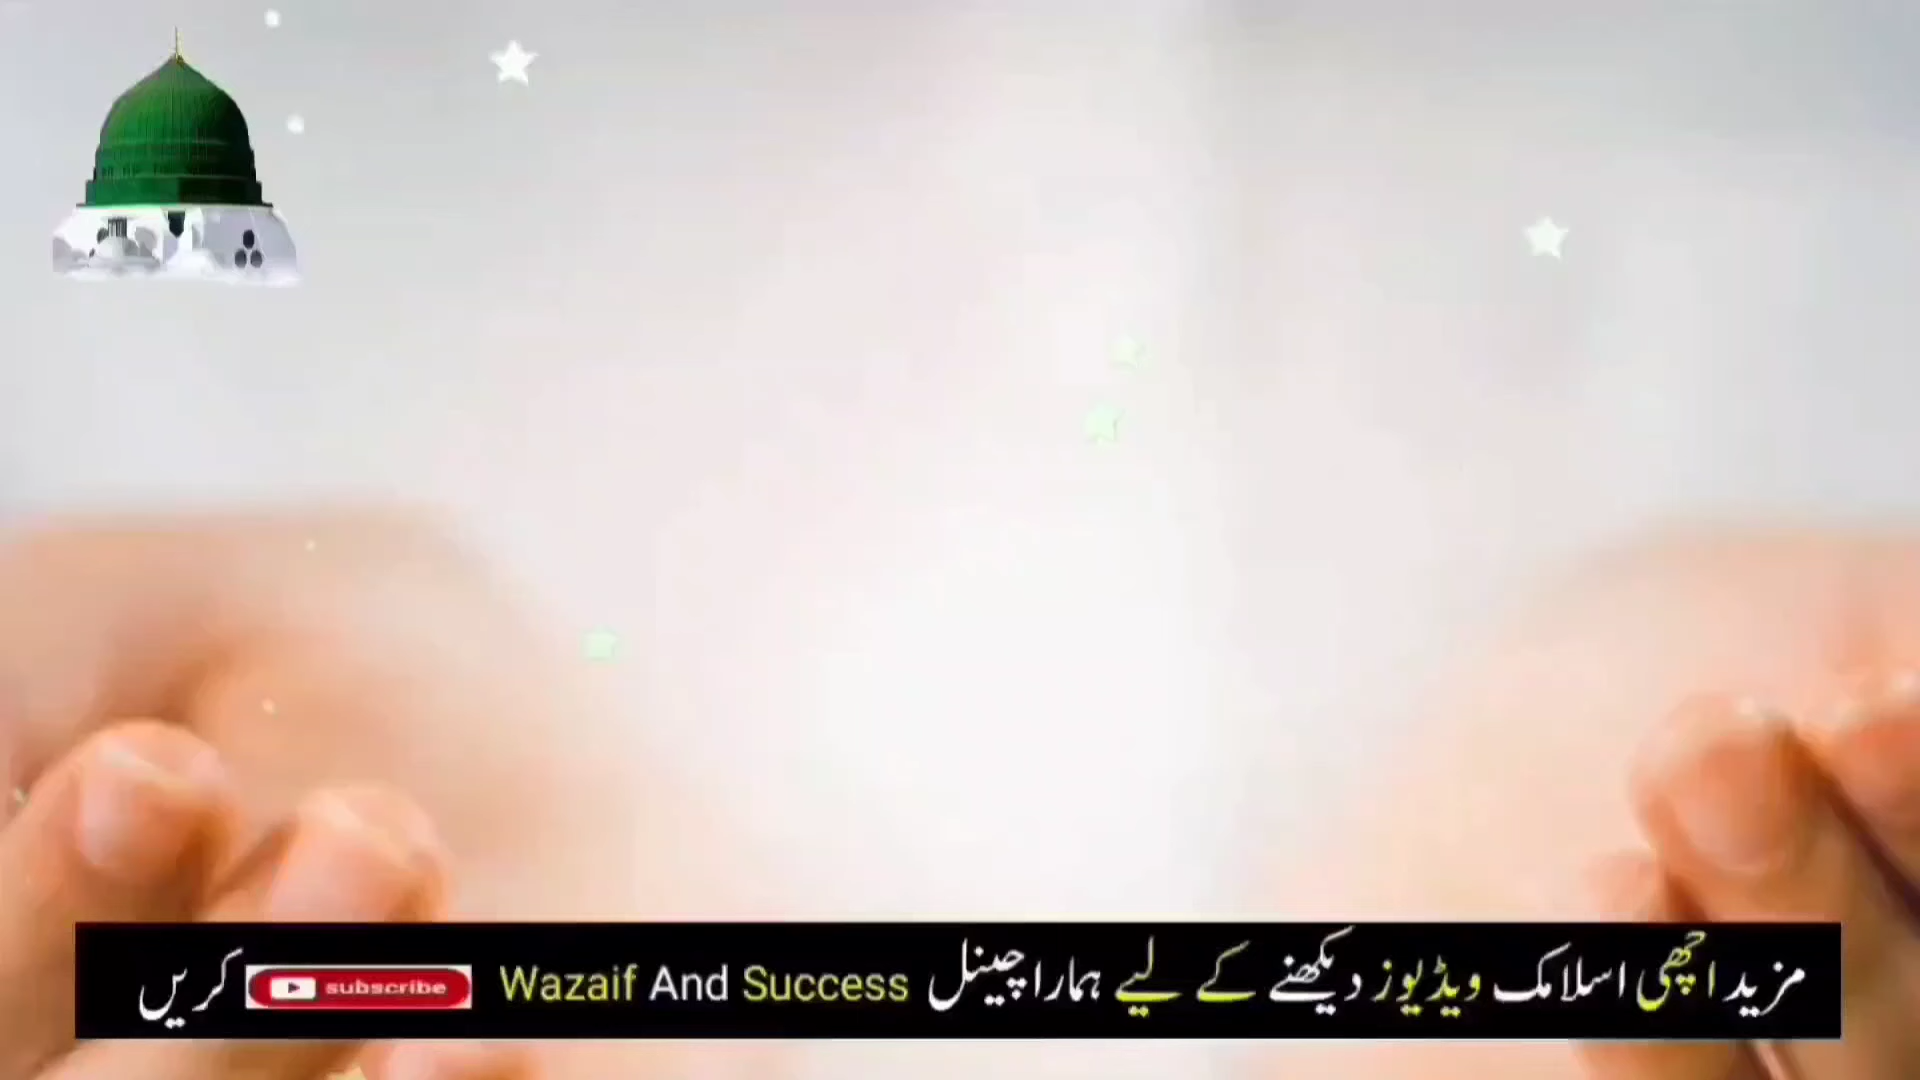 مزید اچھی اسلامک ویڈیوز دیکھنے کے لیے ہمارا چینل Wazaif And Success subscribe کریں